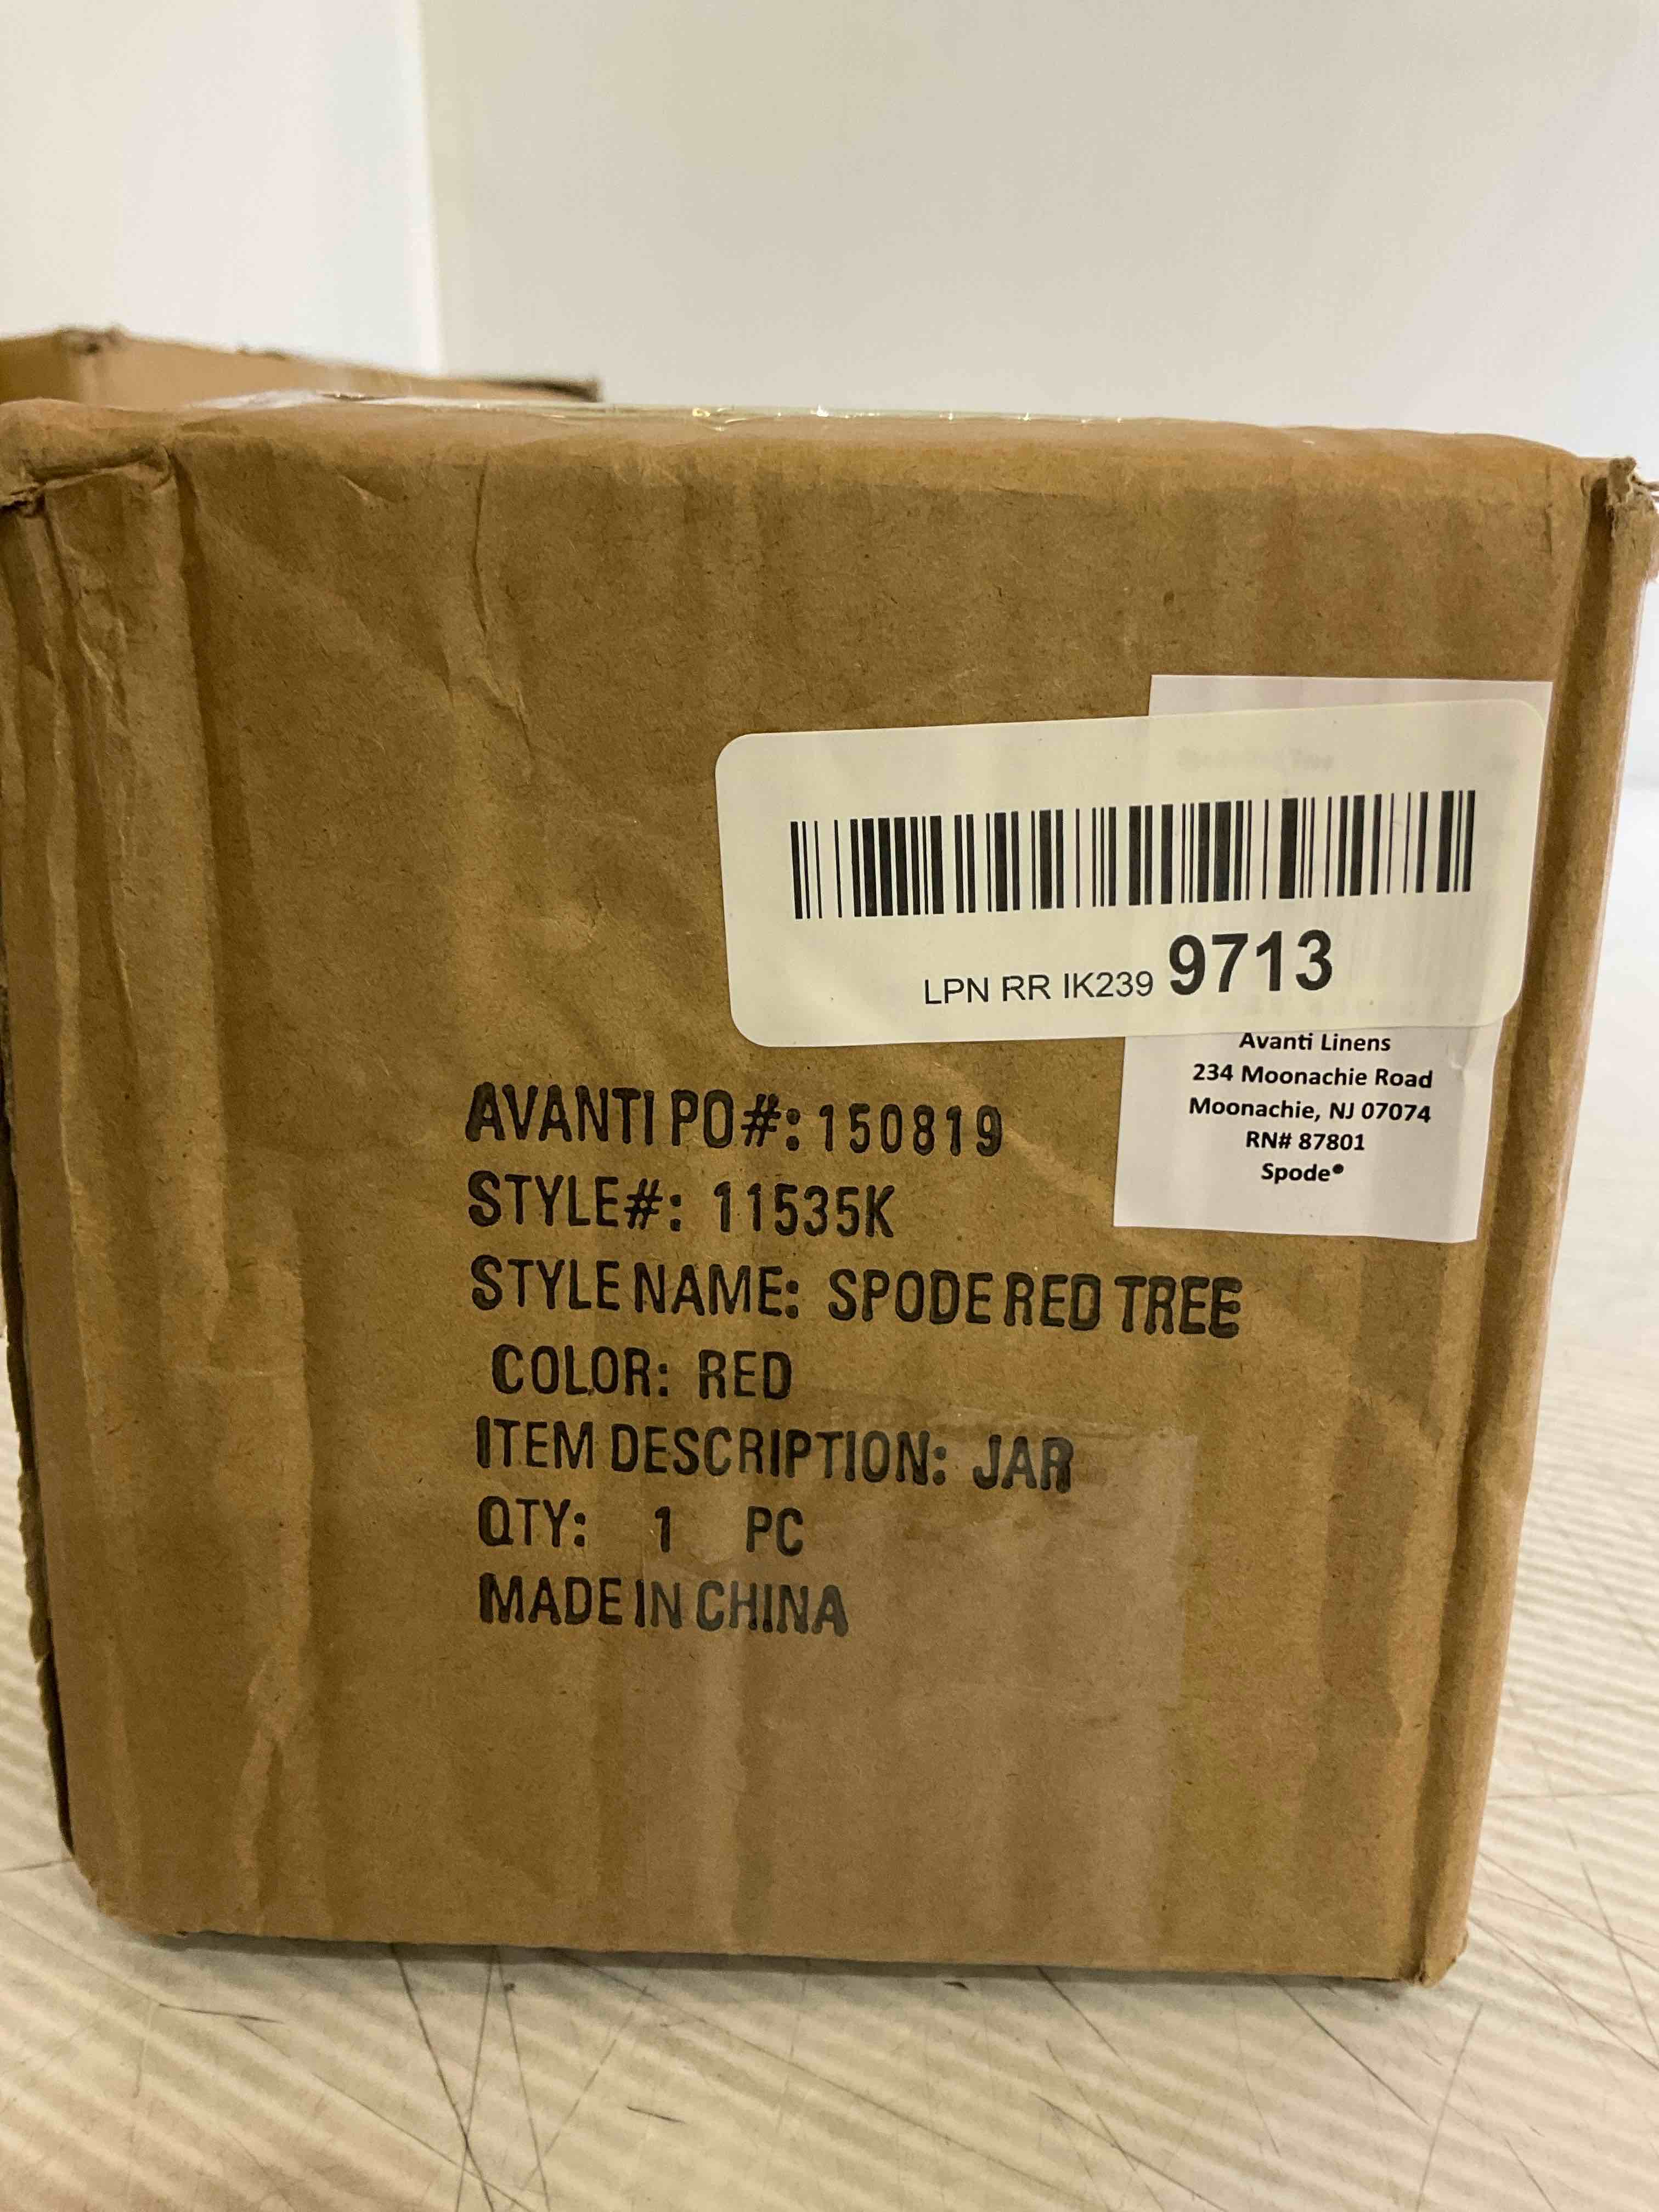 LPN RR IK239 9713
Avanti Linens
234 Moonachie Road
Moonachie, NJ 07074
RN# 87801
Spode®
AVANTI PO#: 150819
STYLE#: 11535K
STYLE NAME: SPODE RED TREE
COLOR: RED
ITEM DESCRIPTION: JAR
QTY: 1 PC
MADE IN CHINA